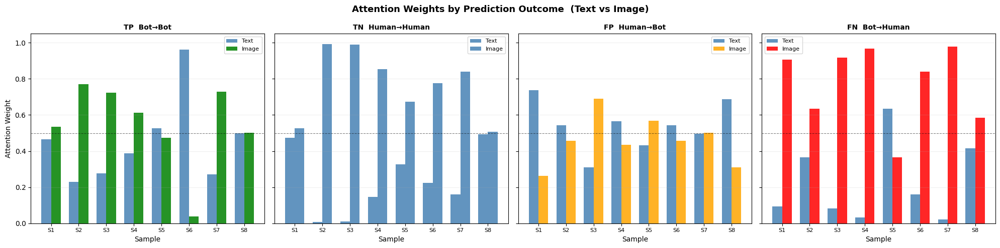 Attention Weights by Prediction Outcome  (Text vs Image)
TP  Bot→Bot
TN  Human→Human
FP  Human→Bot
FN  Bot→Human
Attention Weight
1.0
0.8
0.6
0.4
0.2
0.0
Text
Image
S1 S2 S3 S4 S5 S6 S7 S8
Sample
Text
Image
S1 S2 S3 S4 S5 S6 S7 S8
Sample
Text
Image
S1 S2 S3 S4 S5 S6 S7 S8
Sample
Text
Image
S1 S2 S3 S4 S5 S6 S7 S8
Sample